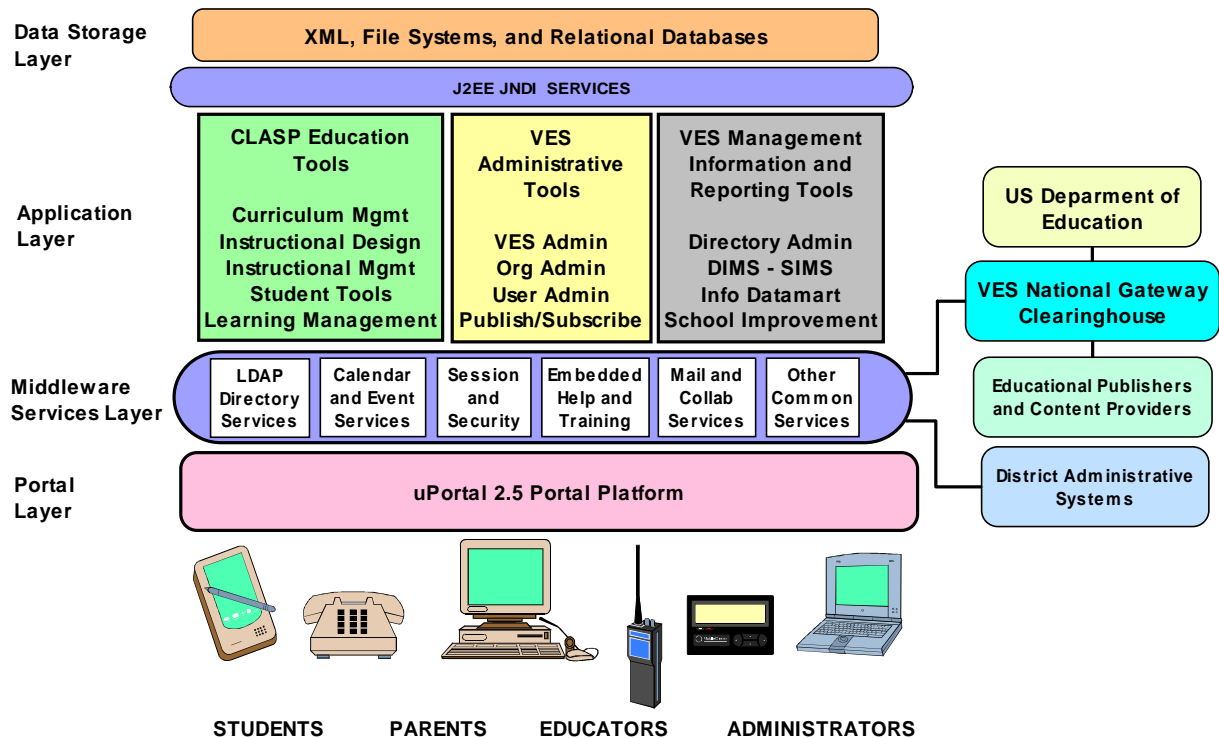 Data Storage
Layer
XML, File Systems, and Relational Databases
J2EE JNDI SERVICES
Application
Layer
CLASP Education
Tools
Curriculum Mgmt
Instructional Design
Instructional Mgmt
Student Tools
Learning Management
VES
Administrative
Tools
VES Admin
Org Admin
User Admin
Publish/Subscribe
VES Management
Information and
Reporting Tools
Directory Admin
DIMS - SIMS
Info Datamart
School Improvement
US Deparment of
Education
VES National Gateway
Clearinghouse
Educational Publishers
and Content Providers
District Administrative
Systems
Middleware
Services Layer
LDAP
Directory
Services
Calendar
and Event
Services
Session
and
Security
Embedded
Help and
Training
Mail and
Collab
Services
Other
Common
Services
Portal
Layer
uPortal 2.5 Portal Platform
STUDENTS
PARENTS
EDUCATORS
ADMINISTRATORS